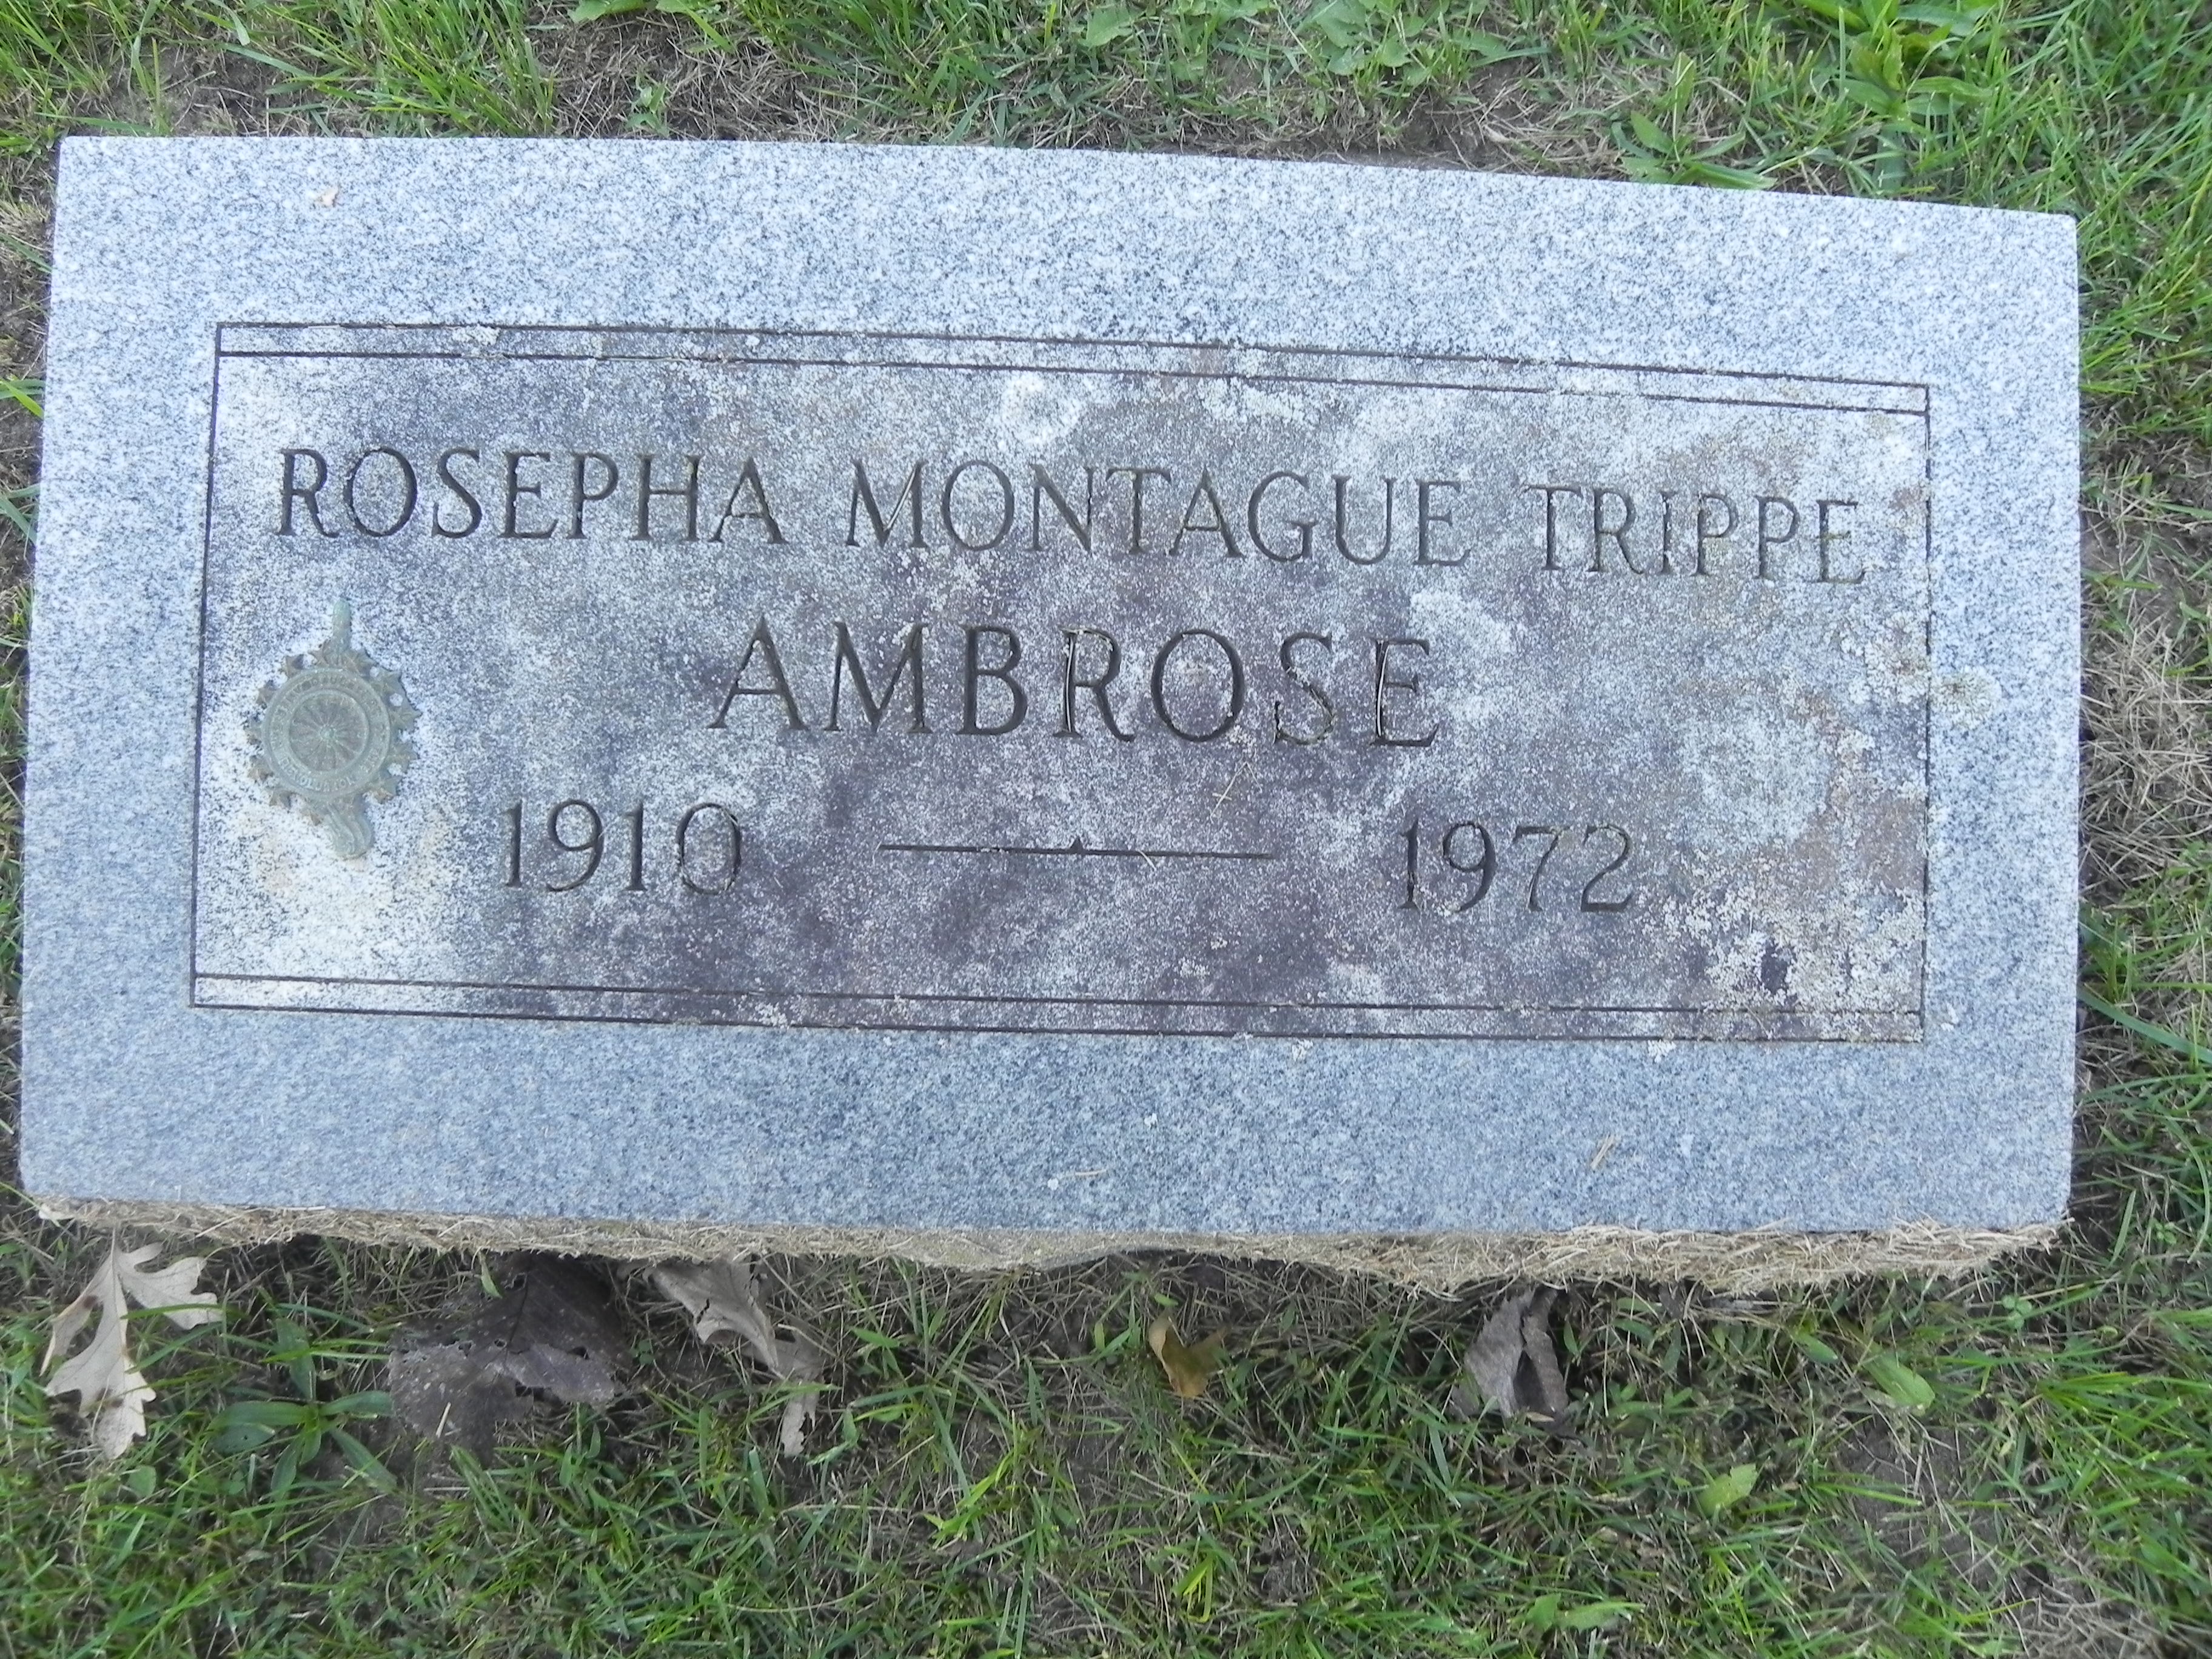 ROSEPHA MONTAGUE TRIPPE
AMBROSE
1910 1972